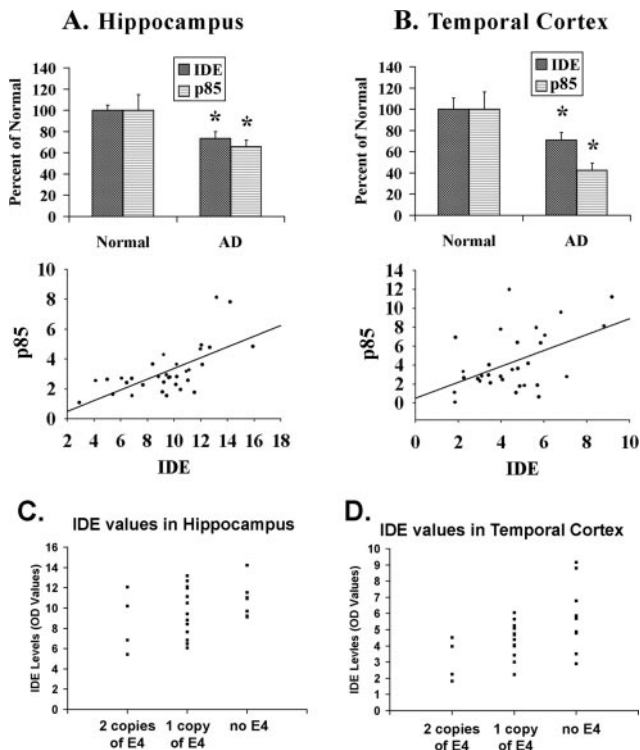 A. Hippocampus
Percent of Normal
140
120
100
80
60
40
20
0
IDE
p85
*
*
Normal
AD
p85
10
8
6
4
2
0
2
4
6
8
10
12
14
16
18
IDE
B. Temporal Cortex
Percent of Normal
140
120
100
80
60
40
20
0
IDE
p85
*
*
Normal
AD
p85
14
12
10
8
6
4
2
0
0
2
4
6
8
10
IDE
C.
IDE values in Hippocampus
IDE Levels (OD Values)
16
14
12
10
8
6
4
2
0
2 copies
of E4
1 copy
of E4
no E4
D.
IDE values in Temporal Cortex
IDE Levles (OD Values)
10
9
8
7
6
5
4
3
2
1
0
2 copies
of E4
1 copy
of E4
no E4